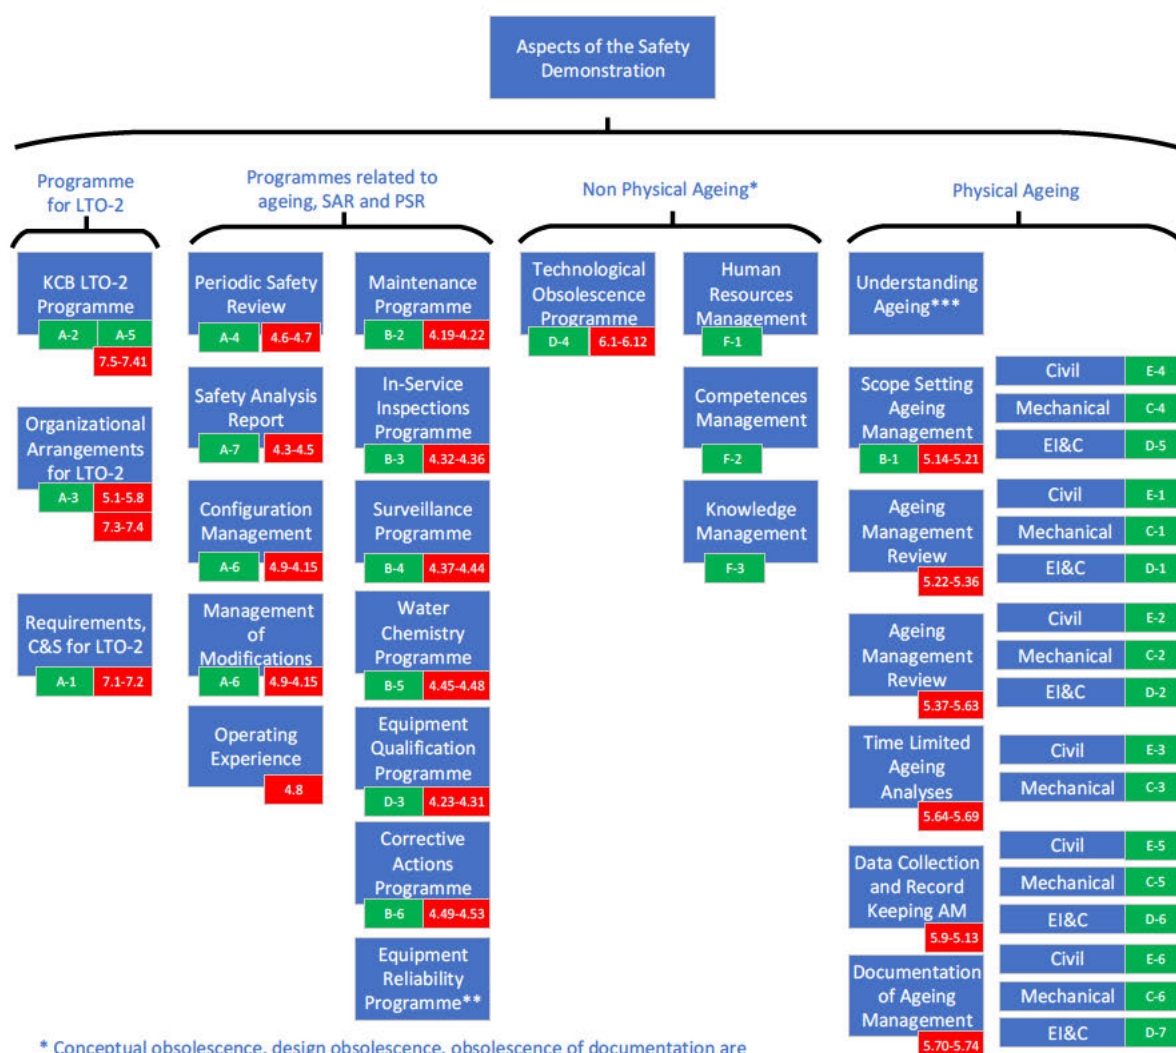 Aspects of the Safety
Demonstration
Programme
for LTO-2
Programmes related to
ageing, SAR and PSR
Non Physical Ageing*
Physical Ageing
KCB LTO-2
Programme
A-2
A-5
7.5-7.41
Organizational
Arrangements
for LTO-2
A-3
5.1-5.8
7.3-7.4
Requirements,
C&S for LTO-2
A-1
7.1-7.2
Periodic Safety
Review
A-4
4.6-4.7
Safety Analysis
Report
A-7
4.3-4.5
Configuration
Management
A-6
4.9-4.15
Management
of
Modifications
A-6
4.9-4.15
Operating
Experience
4.8
Maintenance
Programme
B-2
4.19-4.22
In-Service
Inspections
Programme
B-3
4.32-4.36
Surveillance
Programme
B-4
4.37-4.44
Water
Chemistry
Programme
B-5
4.45-4.48
Equipment
Qualification
Programme
D-3
4.23-4.31
Corrective
Actions
Programme
B-6
4.49-4.53
Equipment
Reliability
Programme**
Technological
Obsolescence
Programme
D-4
6.1-6.12
Human
Resources
Management
F-1
Competences
Management
F-2
Knowledge
Management
F-3
Understanding
Ageing***
Scope Setting
Ageing
Management
B-1
5.14-5.21
Civil
E-4
Mechanical
C-4
EI&C
D-5
Ageing
Management
Review
5.22-5.36
Civil
E-1
Mechanical
C-1
EI&C
D-1
Ageing
Management
Review
5.37-5.63
Civil
E-2
Mechanical
C-2
EI&C
D-2
Time Limited
Ageing
Analyses
5.64-5.69
Civil
E-3
Mechanical
C-3
Data Collection
and Record
Keeping AM
5.9-5.13
Civil
E-5
Mechanical
C-5
EI&C
D-6
Documentation
of Ageing
Management
5.70-5.74
Civil
E-6
Mechanical
C-6
EI&C
D-7
* Conceptual obsolescence, design obsolescence, obsolescence of documentation are